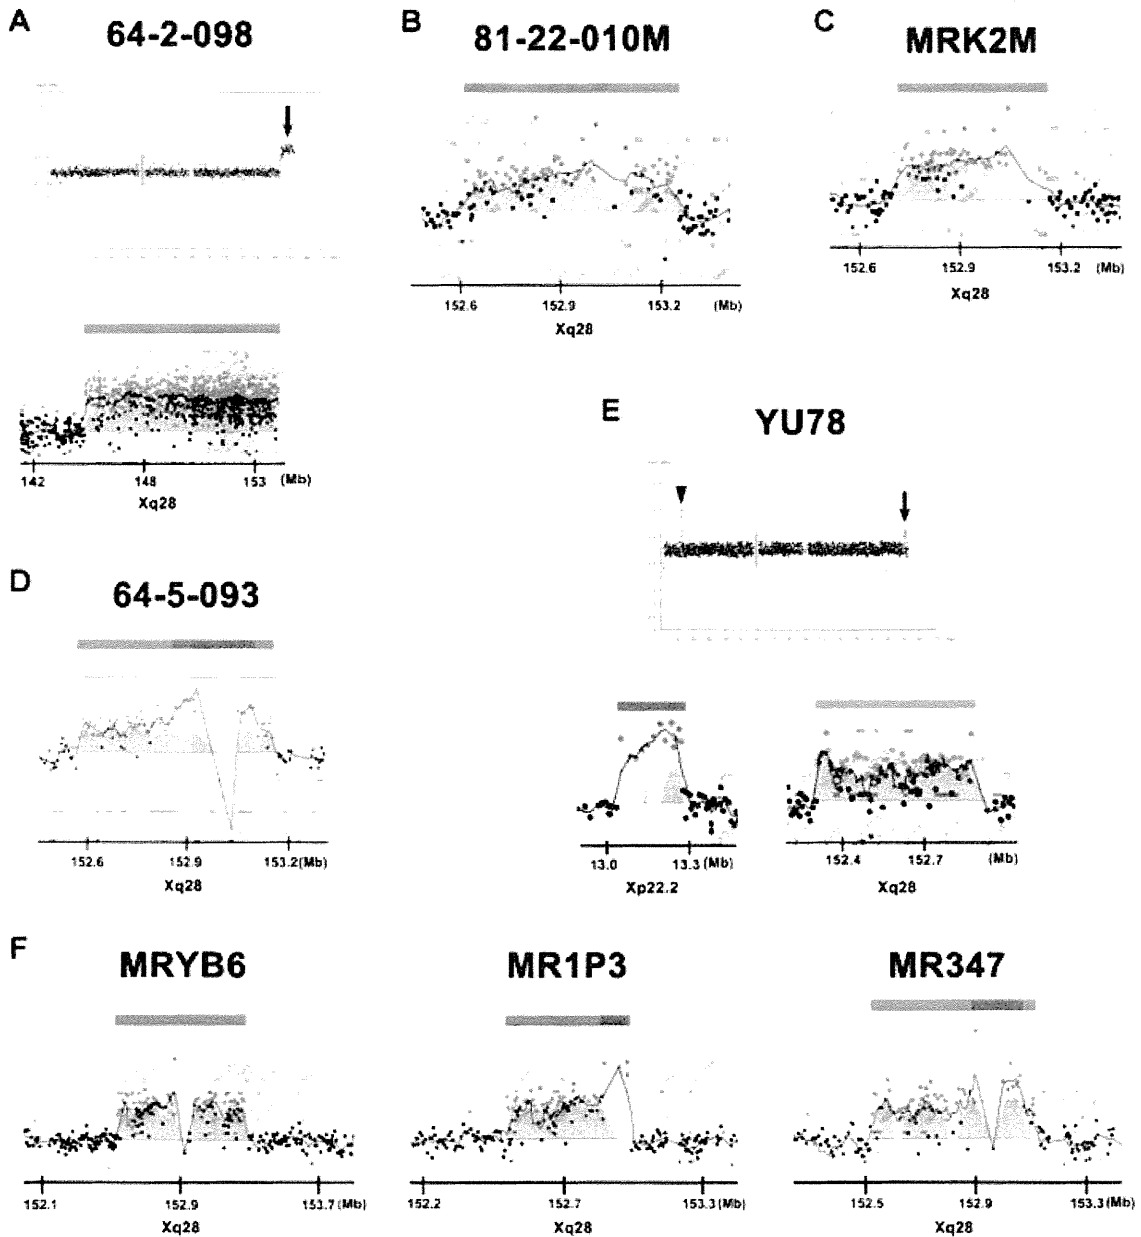 A
64-2-098
B
81-22-010M
C
MRK2M
152.6 152.9 153.2 (Mb)
Xq28
152.6 152.9 153.2 (Mb)
Xq28
142 148 153 (Mb)
Xq28
E
YU78
D
64-5-093
152.6 152.9 153.2(Mb)
Xq28
13.0 13.3 (Mb)
Xp22.2
152.4 152.7 (Mb)
Xq28
F
MRYB6
MR1P3
MR347
152.1 152.9 153.7 (Mb)
Xq28
152.2 152.7 153.3 (Mb)
Xq28
152.5 152.9 153.3 (Mb)
Xq28